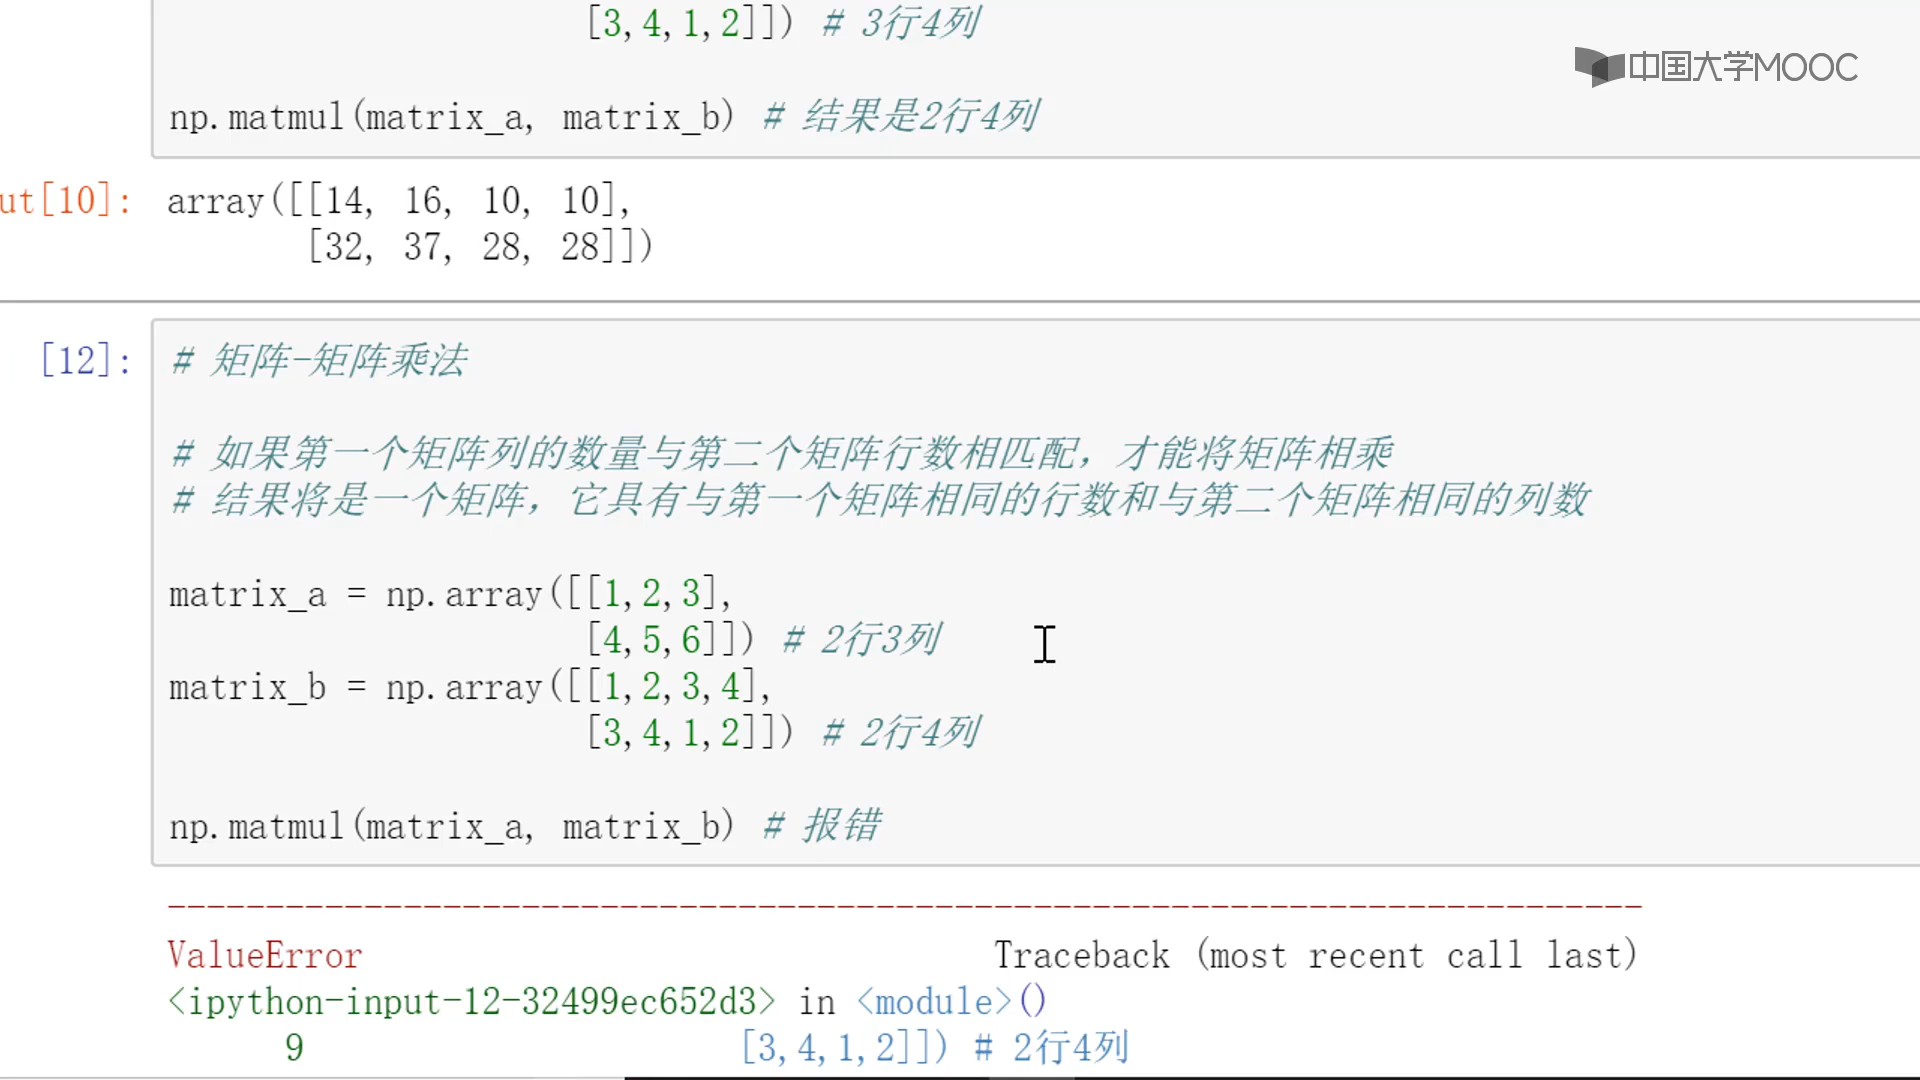 [3,4,1,2]]) # 3行4列
中国大学MOOC
np.matmul(matrix_a, matrix_b) # 结果是2行4列
ut[10]: array([[14, 16, 10, 10],
[32, 37, 28, 28]])
[12]: # 矩阵-矩阵乘法
# 如果第一个矩阵列的数量与第二个矩阵行数相匹配，才能将矩阵相乘
# 结果将是一个矩阵，它具有与第一个矩阵相同的行数和与第二个矩阵相同的列数
matrix_a = np.array([[1,2,3],
[4,5,6]]) # 2行3列
matrix_b = np.array([[1,2,3,4],
[3,4,1,2]]) # 2行4列
np.matmul(matrix_a, matrix_b) # 报错
---------------------------------------------------------------------------
ValueError Traceback (most recent call last)
<ipython-input-12-32499ec652d3> in <module>()
9 [3,4,1,2]]) # 2行4列